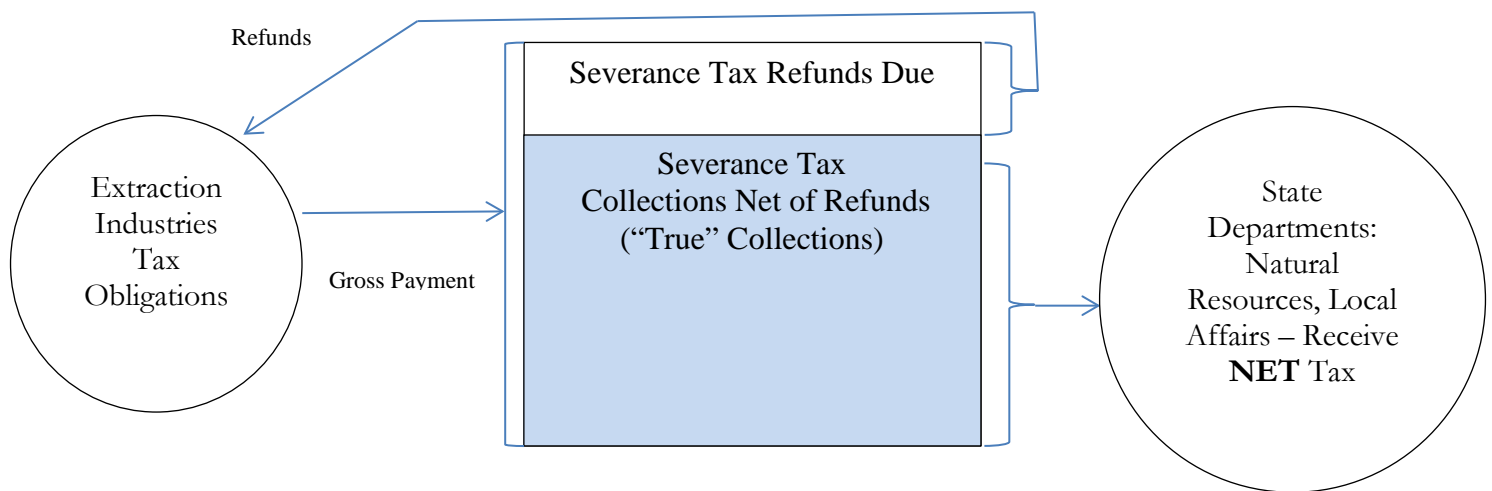 Refunds
Severance Tax Refunds Due
Extraction
Industries
Tax
Obligations
Gross Payment
Severance Tax
Collections Net of Refunds
(“True” Collections)
State
Departments:
Natural
Resources, Local
Affairs – Receive
NET Tax